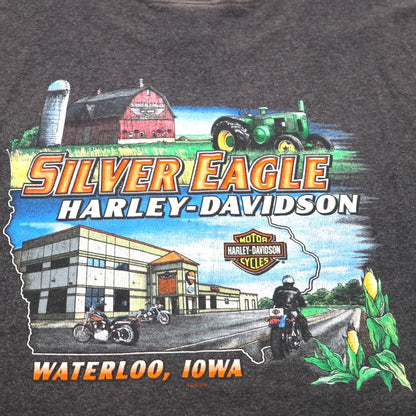 SILVER EAGLE
HARLEY-DAVIDSON
MOTOR
HARLEY-DAVIDSON
CYCLES
WATERLOO, IOWA